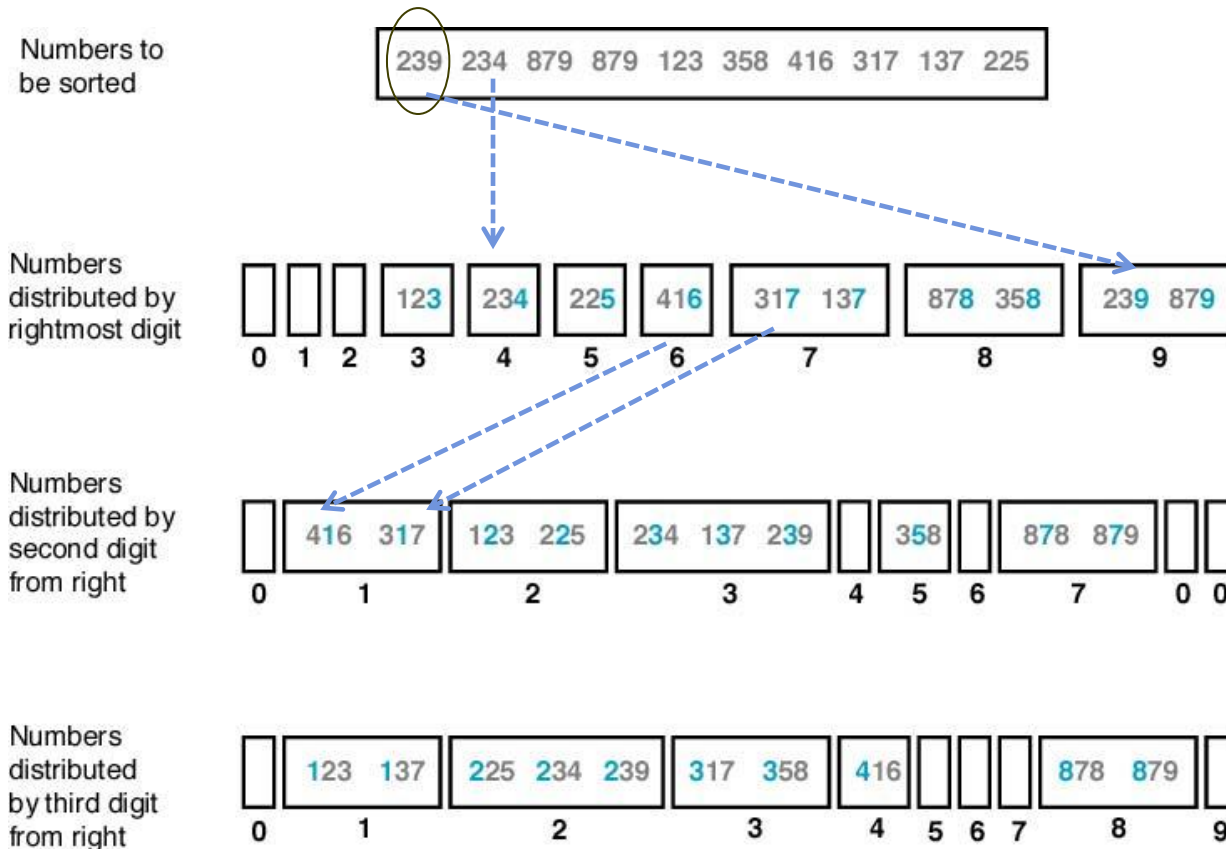 Numbers to
be sorted
239 234 879 879 123 358 416 317 137 225
Numbers
distributed by
rightmost digit
123 234 225 416 317 137 878 358 239 879
0 1 2 3 4 5 6 7 8 9
Numbers
distributed by
second digit
from right
416 317 123 225 234 137 239 358 878 879
0 1 2 3 4 5 6 7 0 0
Numbers
distributed
by third digit
from right
123 137 225 234 239 317 358 416 878 879
0 1 2 3 4 5 6 7 8 9